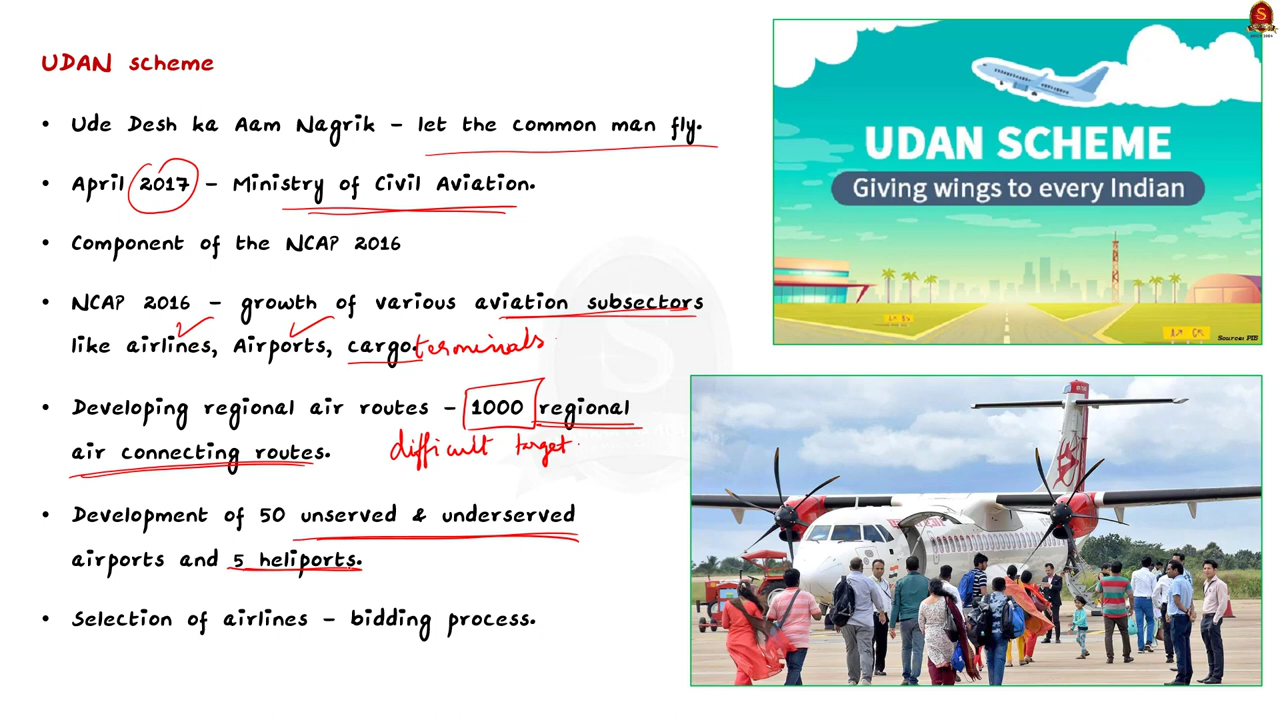 UDAN scheme
• Ude Desh ka Aam Nagrik – let the common man fly.
• April 2017 – Ministry of Civil Aviation.
• Component of the NCAP 2016
• NCAP 2016 – growth of various aviation subsectors
like airlines, Airports, cargo terminals
• Developing regional air routes – 1000 regional
air connecting routes.
difficult target.
• Development of 50 unserved & underserved
airports and 5 heliports.
• Selection of airlines – bidding process.
UDAN SCHEME
Giving wings to every Indian
Source: PIB